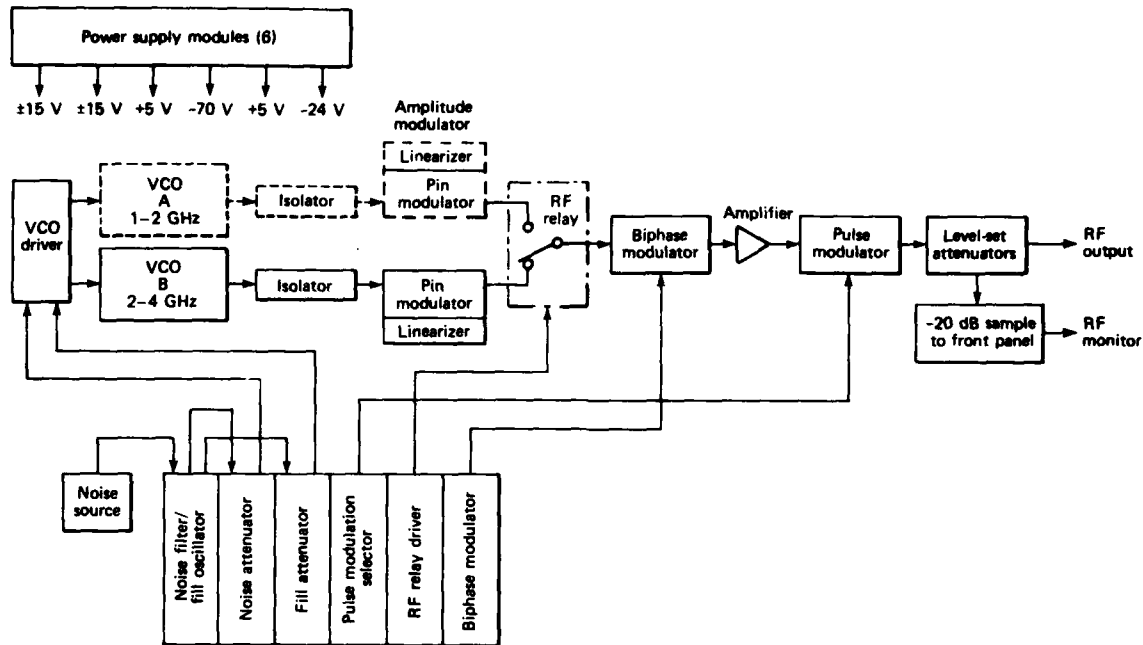 Power supply modules (6)
±15 V
±15 V
+5 V
-70 V
+5 V
-24 V
Amplitude
modulator
Linearizer
Pin
modulator
VCO
driver
VCO
A
1-2 GHz
Isolator
RF
relay
VCO
B
2-4 GHz
Isolator
Pin
modulator
Linearizer
Biphase
modulator
Amplifier
Pulse
modulator
Level-set
attenuators
RF
output
-20 dB sample
to front panel
RF
monitor
Noise
source
Noise filter/
fill oscillator
Noise attenuator
Fill attenuator
Pulse modulation
selector
RF relay driver
Biphase modulator